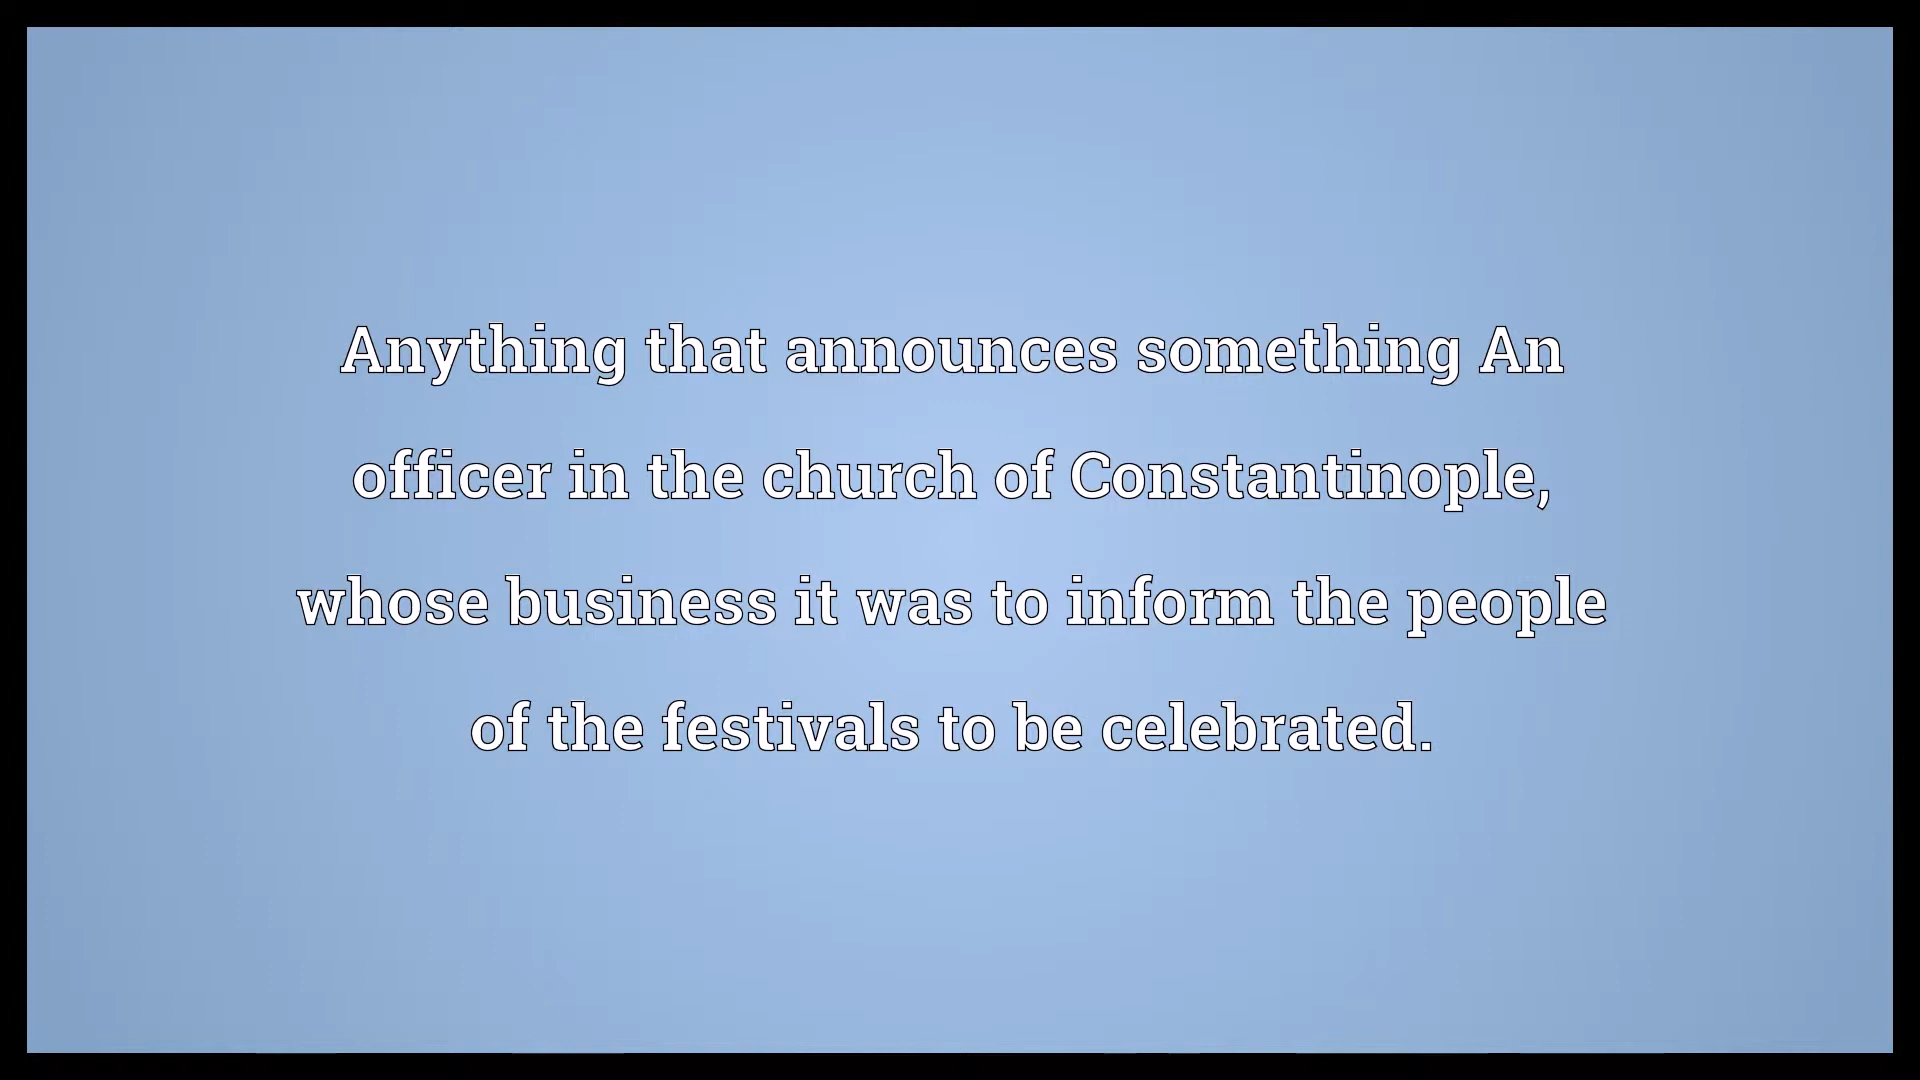 Anything that announces something An
officer in the church of Constantinople,
whose business it was to inform the people
of the festivals to be celebrated.